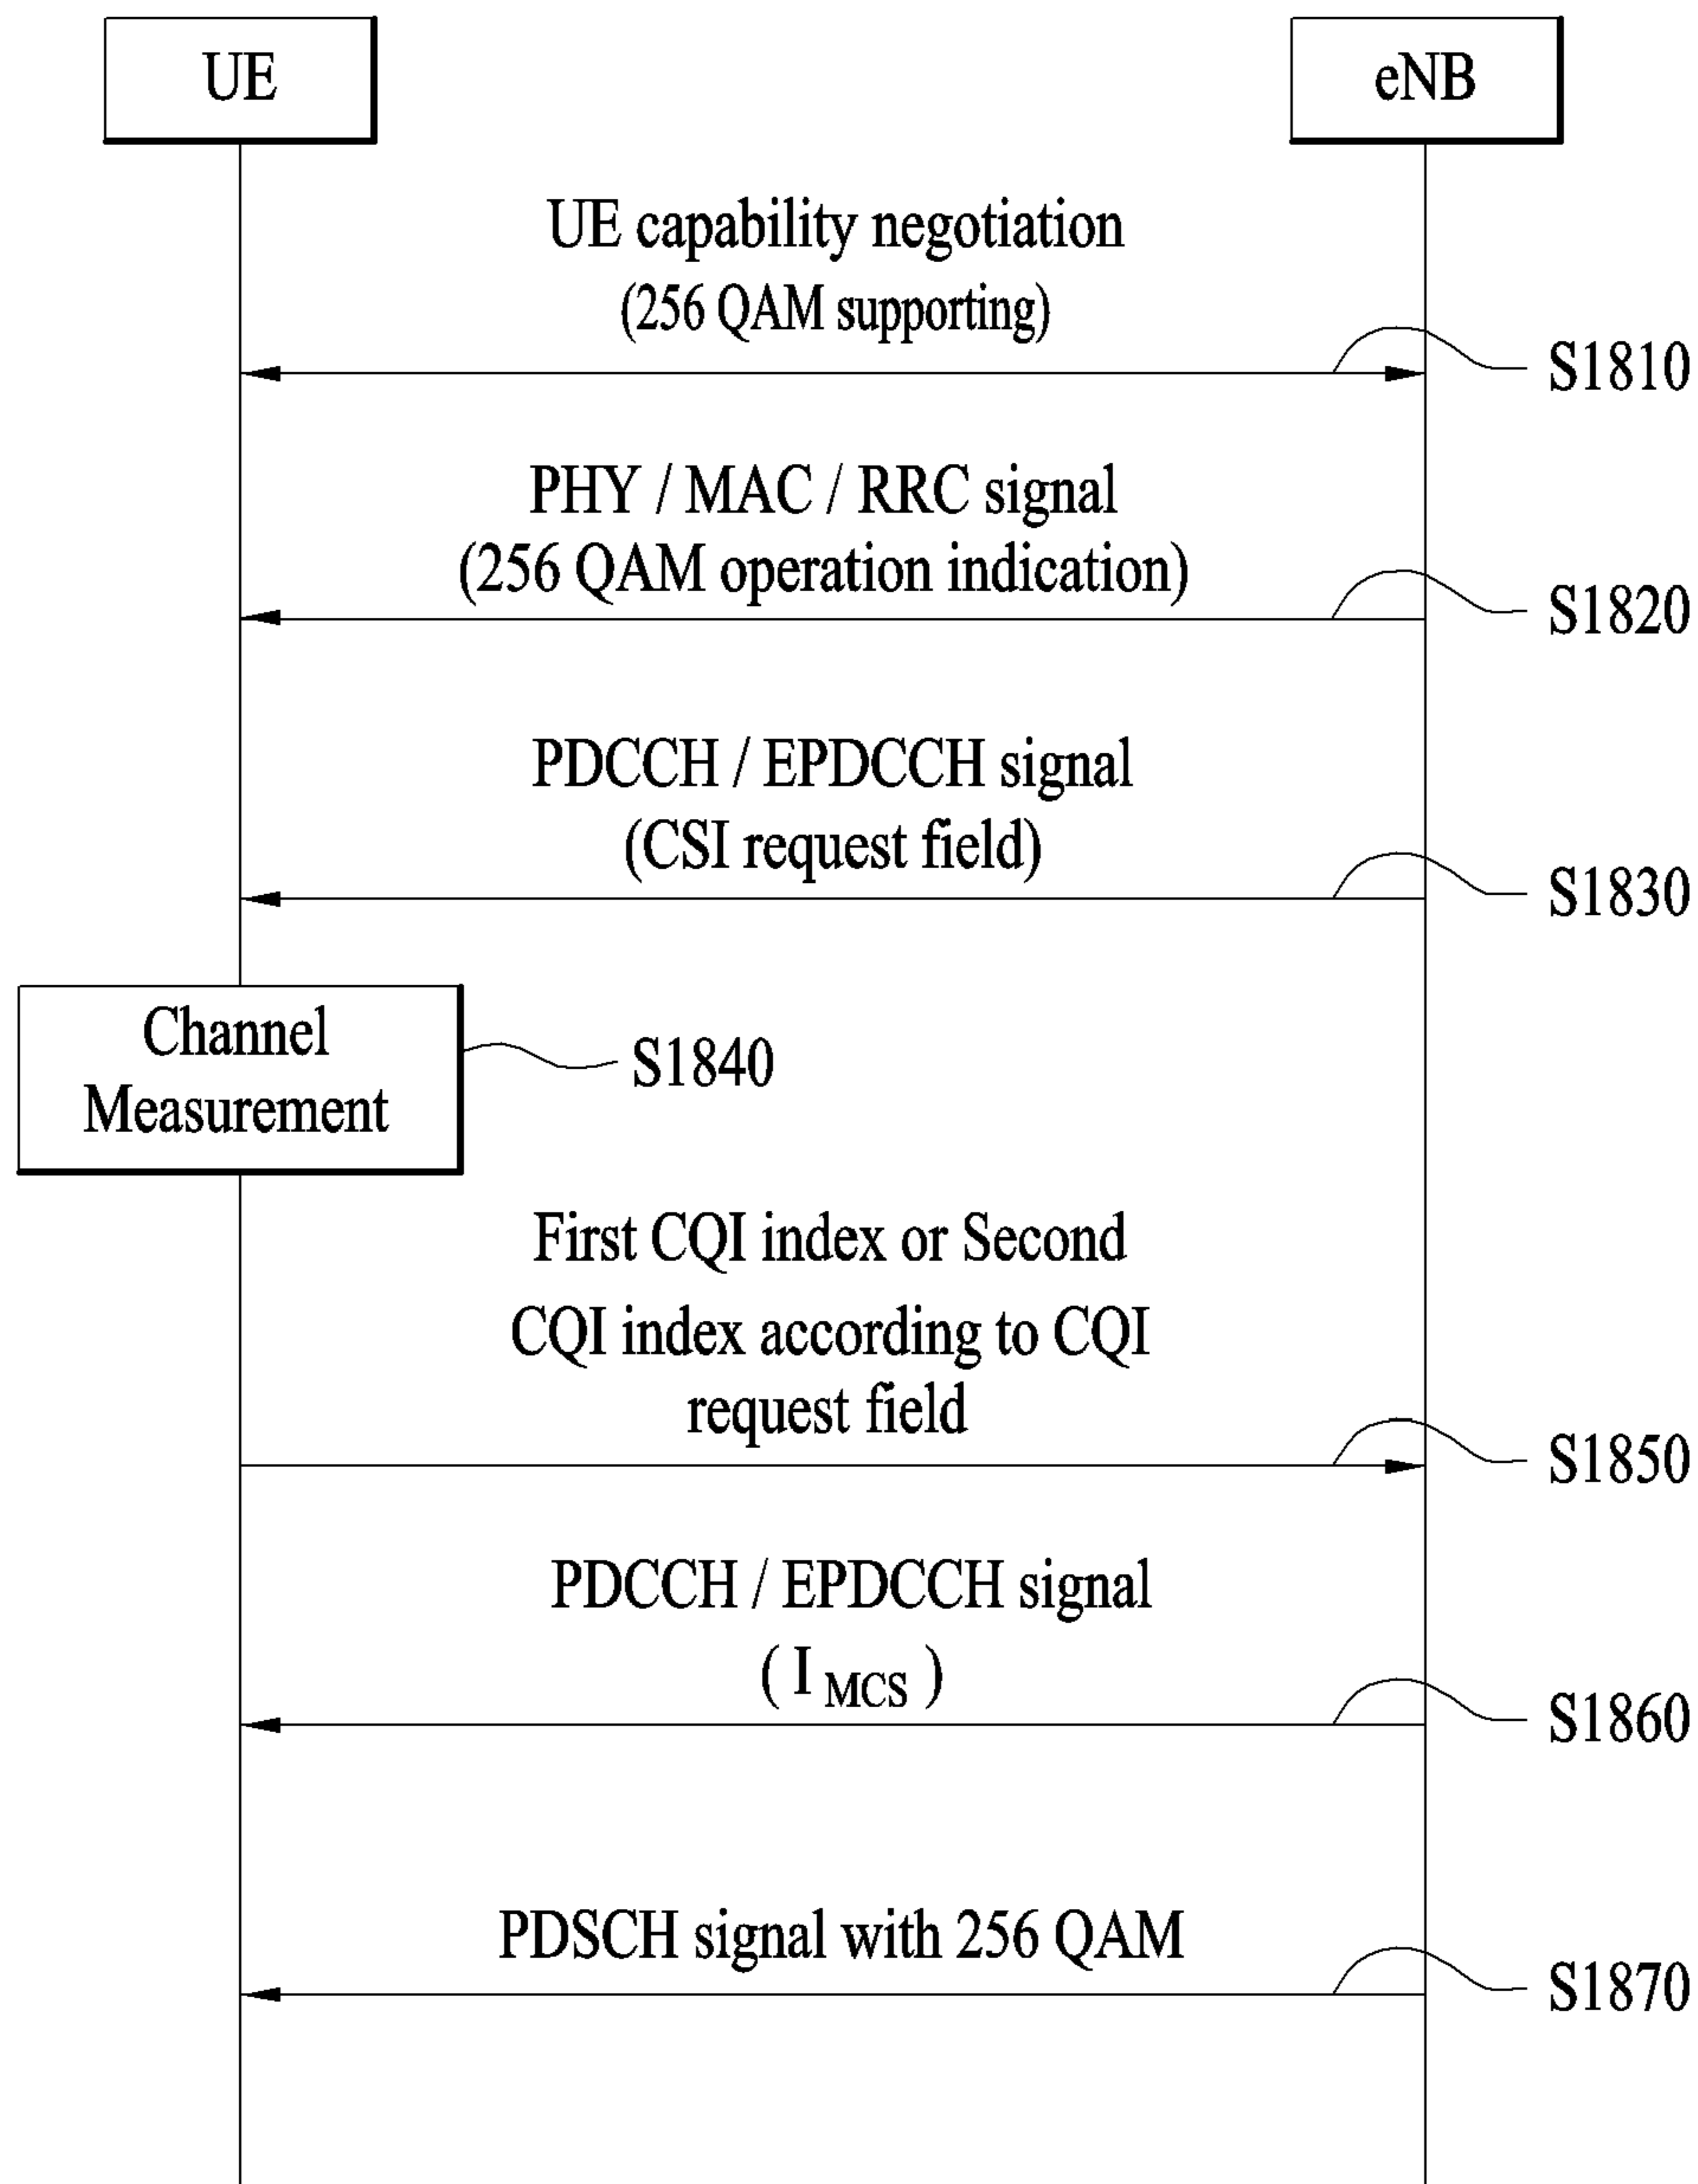 UE
eNB
UE capability negotiation
(256 QAM supporting)
S1810
PHY / MAC / RRC signal
(256 QAM operation indication)
S1820
PDCCH / EPDCCH signal
(CSI request field)
S1830
Channel
Measurement
S1840
First CQI index or Second
CQI index according to CQI
request field
S1850
PDCCH / EPDCCH signal
( I MCS )
S1860
PDSCH signal with 256 QAM
S1870